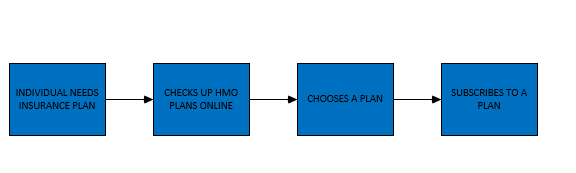 INDIVIDUAL NEEDS
INSURANCE PLAN
CHECKS UP HMO
PLANS ONLINE
CHOOSES A PLAN
SUBSCRIBES TO A
PLAN